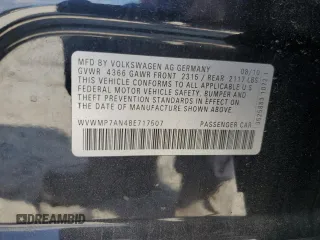 MFD. BY VOLKSWAGEN AG GERMANY 08/10
GVWR 4366 GAWR FRONT 2315 / REAR 2117 LBS
THIS VEHICLE CONFORMS TO ALL APPLICABLE U.S.
FEDERAL MOTOR VEHICLE SAFETY, BUMPER AND
THEFT PREVENTION STANDARDS IN EFFECT ON
THE DATE OF MANUFACTURE SHOWN ABOVE.
WVWMP7AN4BE717507 PASSENGER CAR
DREAMBID